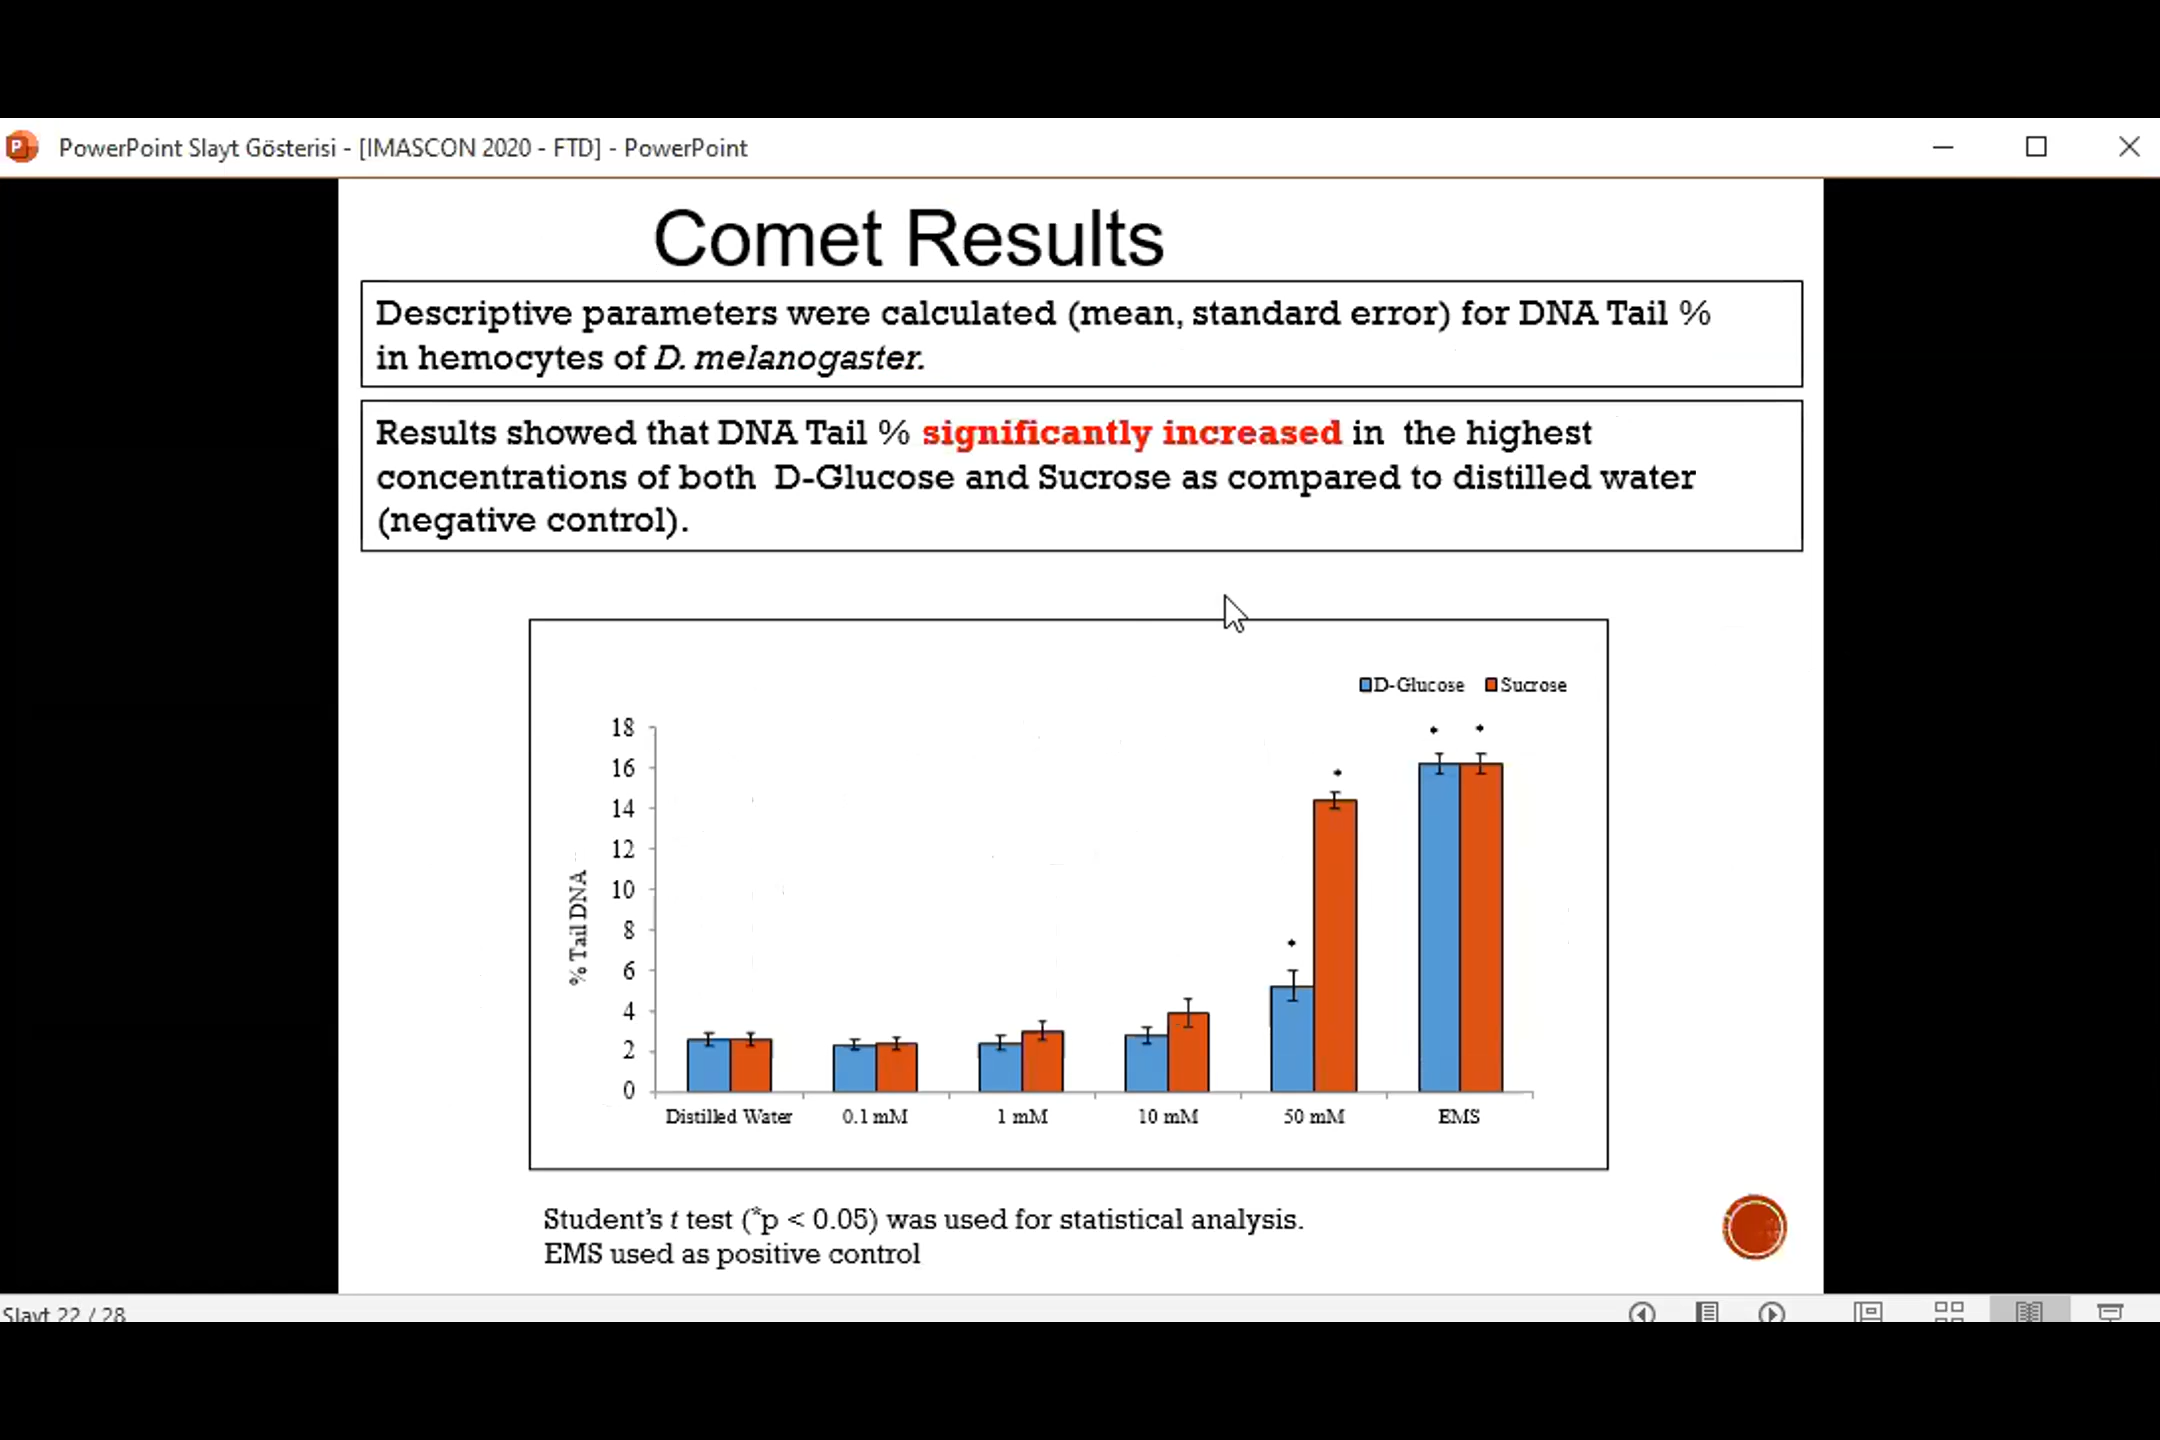 PowerPoint Slayt Gösterisi - [IMASCON 2020 - FTD] - PowerPoint
Comet Results
Descriptive parameters were calculated (mean, standard error) for DNA Tail %
in hemocytes of D. melanogaster.
Results showed that DNA Tail % significantly increased in the highest
concentrations of both D-Glucose and Sucrose as compared to distilled water
(negative control).
D-Glucose Sucrose
18
16
14
12
10
8
6
4
2
0
% Tail DNA
* * * *
Distilled Water 0.1 mM 1 mM 10 mM 50 mM EMS
Student's t test (*p < 0.05) was used for statistical analysis.
EMS used as positive control
Slayt 22 / 28